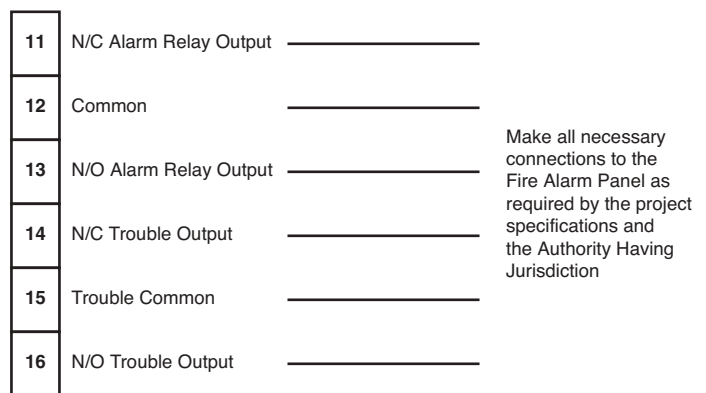 11 N/C Alarm Relay Output
12 Common
13 N/O Alarm Relay Output
14 N/C Trouble Output
15 Trouble Common
16 N/O Trouble Output
Make all necessary
connections to the
Fire Alarm Panel as
required by the project
specifications and
the Authority Having
Jurisdiction